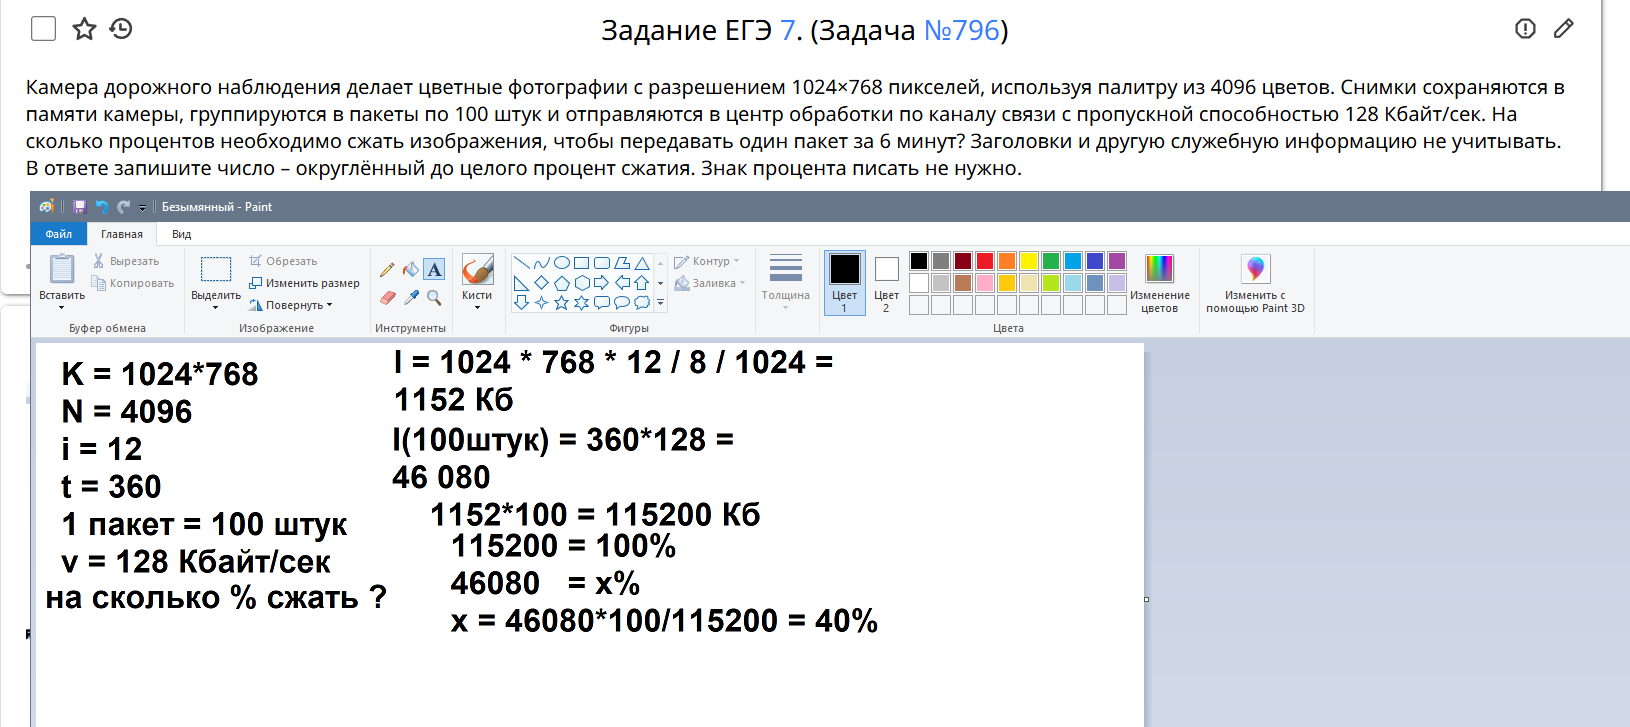 Задание ЕГЭ 7. (Задача №796)
Камера дорожного наблюдения делает цветные фотографии с разрешением 1024×768 пикселей, используя палитру из 4096 цветов. Снимки сохраняются в
памяти камеры, группируются в пакеты по 100 штук и отправляются в центр обработки по каналу связи с пропускной способностью 128 Кбайт/сек. На
сколько процентов необходимо сжать изображения, чтобы передавать один пакет за 6 минут? Заголовки и другую служебную информацию не учитывать.
В ответе запишите число – округлённый до целого процент сжатия. Знак процента писать не нужно.
Безымянный - Paint
Файл
Главная
Вид
Вставить
Вырезать
Копировать
Буфер обмена
Выделить
Обрезать
Изменить размер
Повернуть
Изображение
A
Инструменты
Кисти
Контур
Заливка
Фигуры
Толщина
Цвет
1
Цвет
2
Изменение
цветов
Цвета
Изменить с
помощью Paint 3D
K = 1024*768
N = 4096
i = 12
t = 360
1 пакет = 100 штук
v = 128 Кбайт/сек
на сколько % сжать ?
I = 1024 * 768 * 12 / 8 / 1024 =
1152 Кб
I(100штук) = 360*128 =
46 080
1152*100 = 115200 Кб
115200 = 100%
46080 = x%
x = 46080*100/115200 = 40%